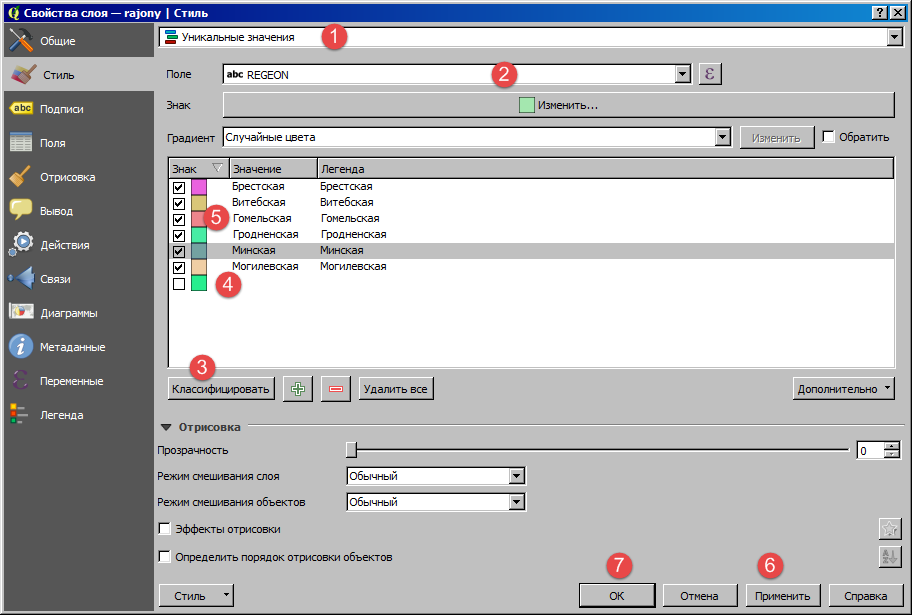 Свойства слоя — rajony | Стиль
Общие
Стиль
abc Подписи
Поля
Отрисовка
Вывод
Действия
Связи
Диаграммы
Метаданные
Переменные
Легенда
Уникальные значения 1
Поле abc REGEON 2 ε
Знак Изменить...
Градиент Случайные цвета Изменить Обратить
Знак Значение Легенда
Брестская Брестская
Витебская Витебская
5 Гомельская Гомельская
Гродненская Гродненская
Минская Минская
Могилевская Могилевская
4
3
Классифицировать Удалить все Дополнительно
Отрисовка
Прозрачность 0
Режим смешивания слоя Обычный
Режим смешивания объектов Обычный
Эффекты отрисовки
Определить порядок отрисовки объектов
7 6
Стиль OK Отмена Применить Справка